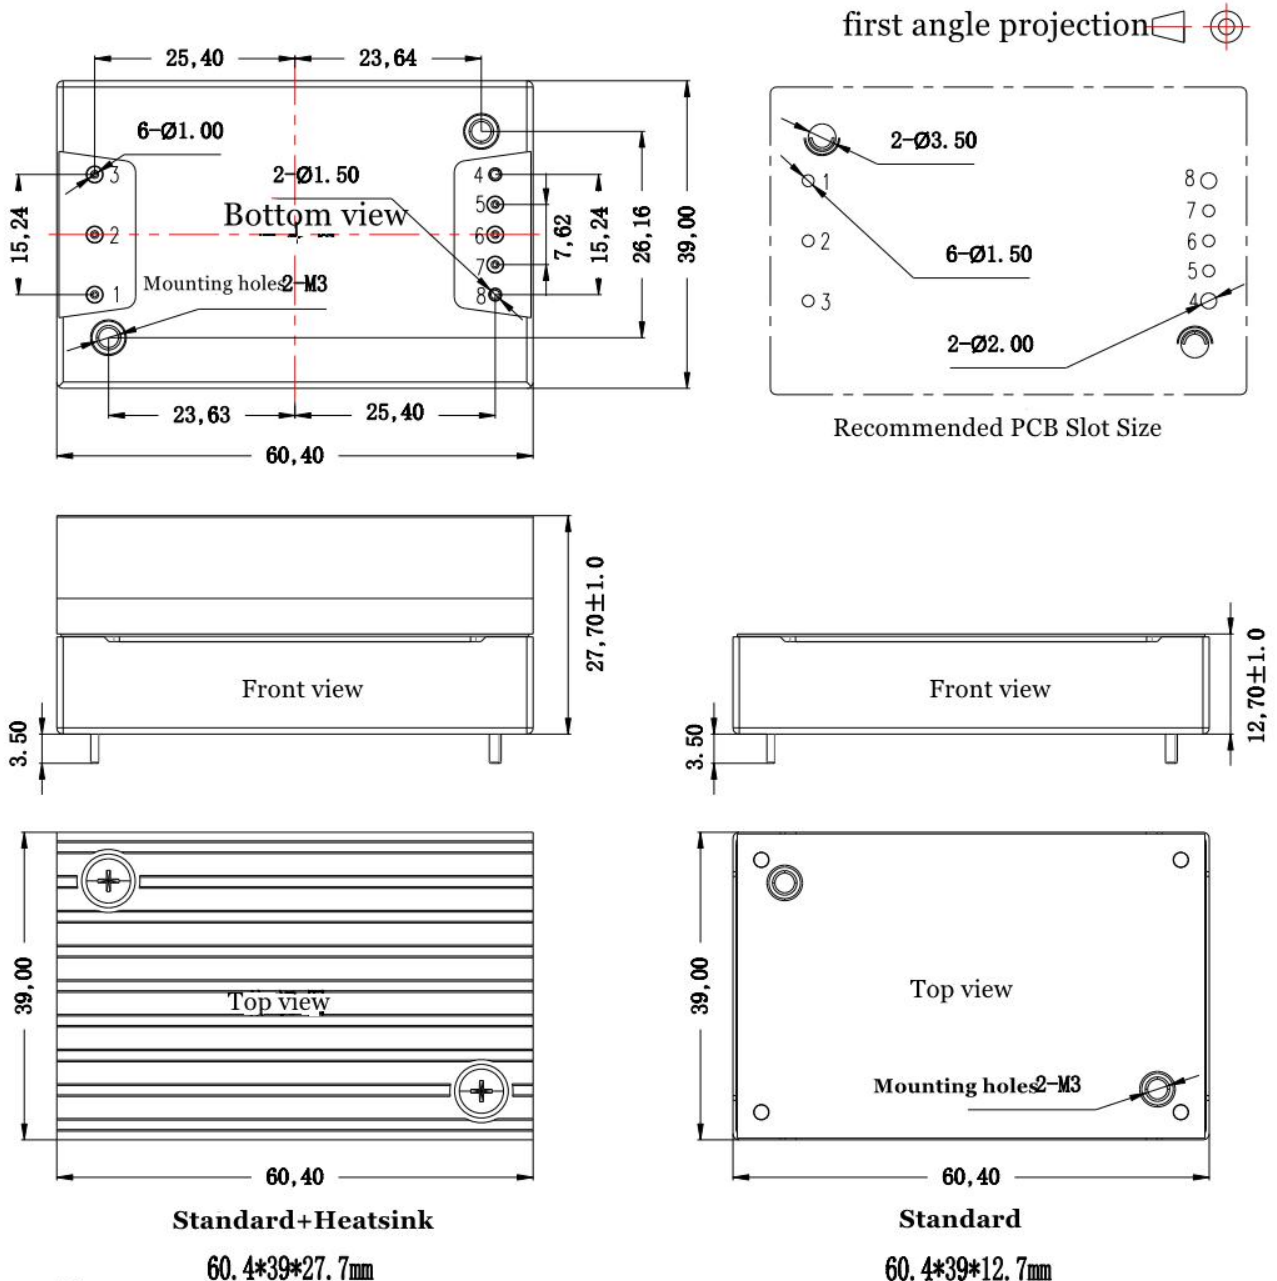 first angle projection
25,40
23,64
6-Ø1.00
2-Ø3.50
3
2-Ø1.50
4
1
8
15,24
5
Bottom view
7,62
15,24
26,16
39,00
7
2
6
2
6
6-Ø1.50
7
5
Mounting holes 2-M3
1
8
3
4
2-Ø2.00
23,63
25,40
Recommended PCB Slot Size
60,40
27,70±1.0
12,70±1.0
Front view
Front view
3.50
3.50
39,00
Top view
39,00
Top view
Mounting holes 2-M3
60,40
60,40
Standard+Heatsink
Standard
60.4*39*27.7mm
60.4*39*12.7mm